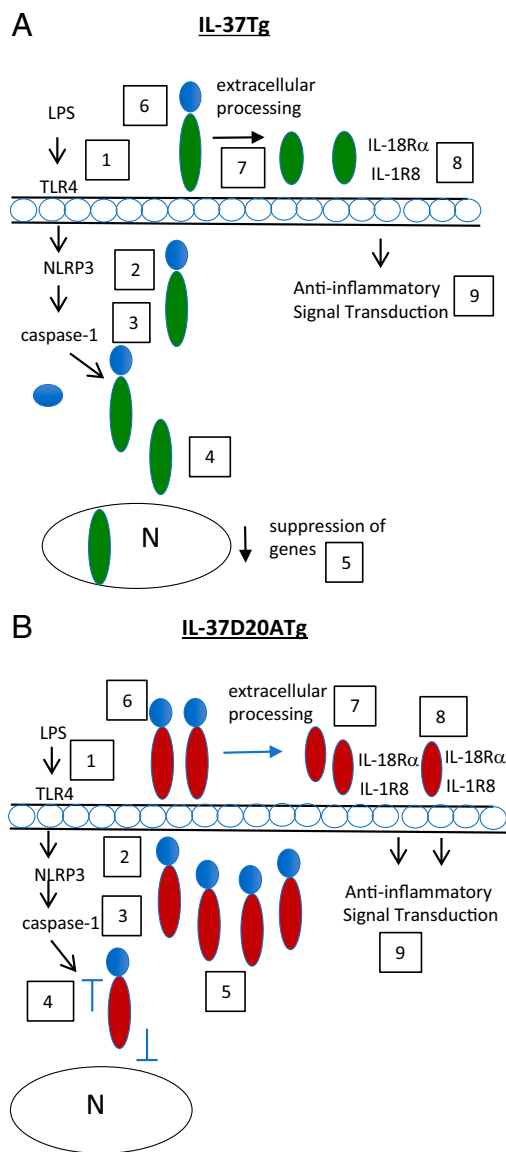 A
IL-37Tg
6
extracellular
processing
LPS
1
7
IL-18Rα
IL-1R8
8
TLR4
NLRP3
2
Anti-inflammatory
Signal Transduction
9
3
caspase-1
4
N
suppression of
genes
5
B
IL-37D20ATg
6
extracellular
processing
7
8
LPS
1
IL-18Rα
IL-1R8
IL-18Rα
IL-1R8
TLR4
2
NLRP3
3
caspase-1
Anti-inflammatory
Signal Transduction
9
4
5
N